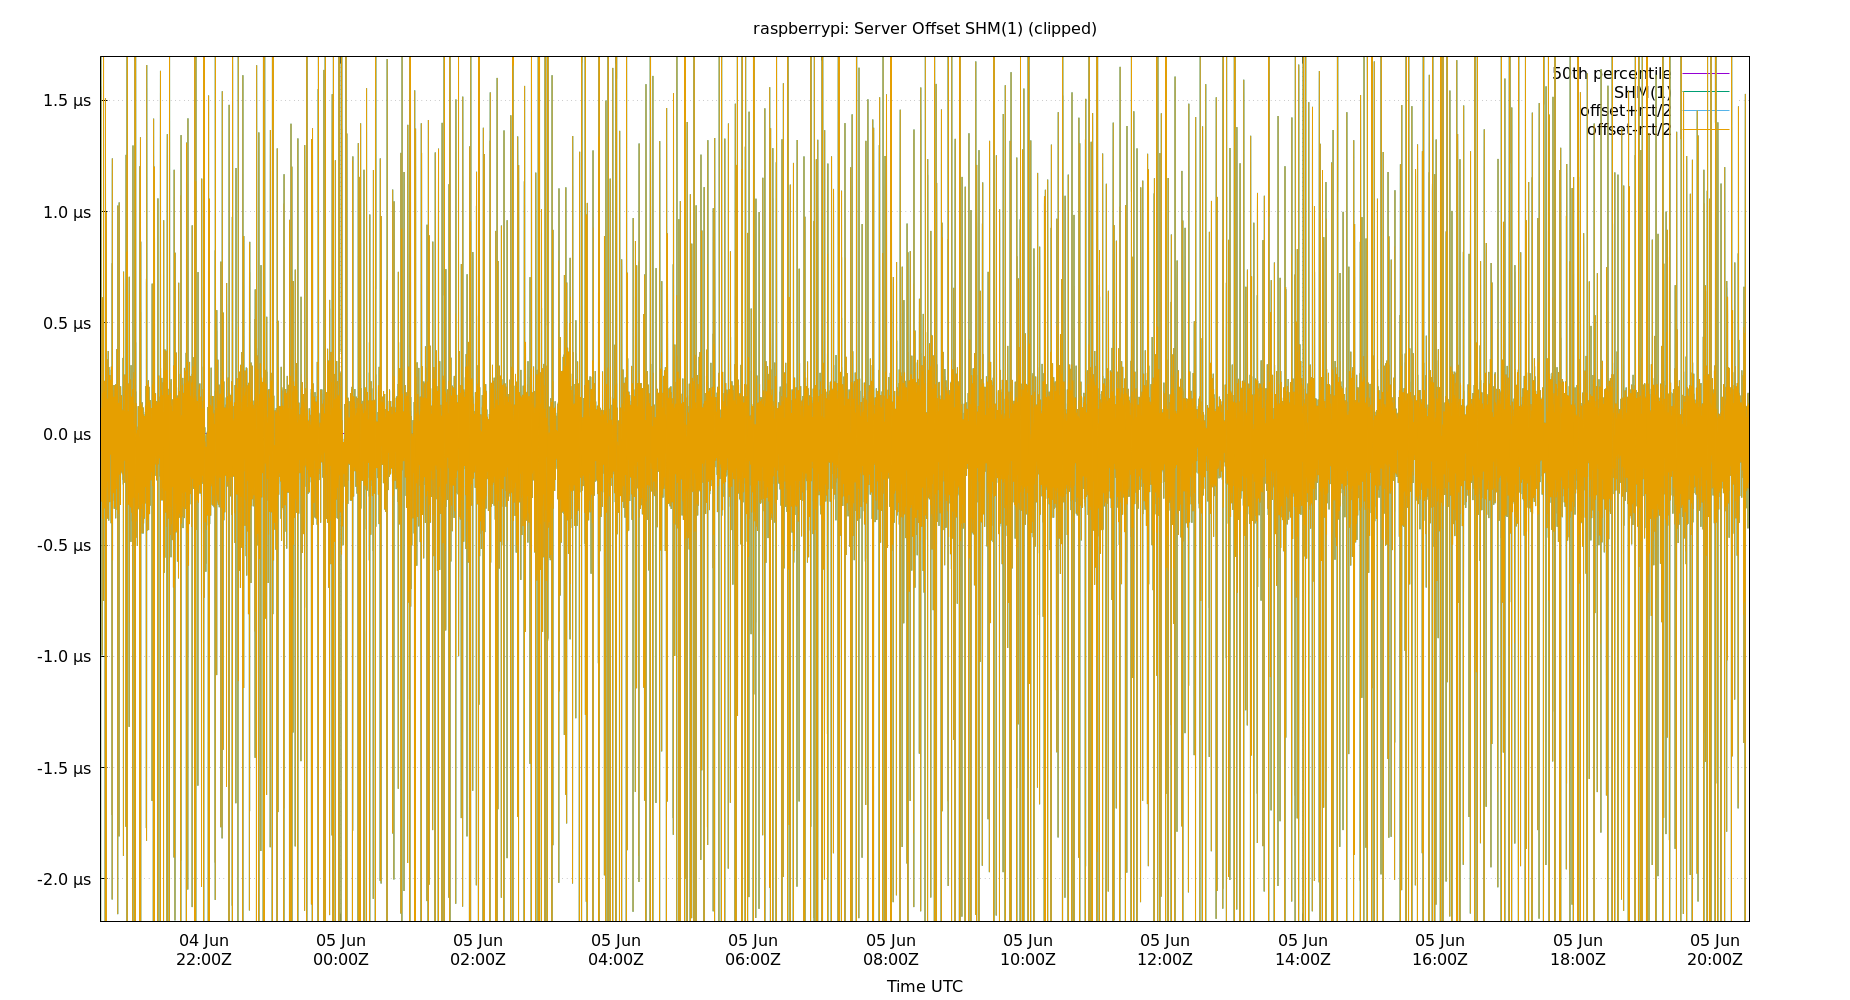 raspberrypi: Server Offset SHM(1) (clipped)
50th percentile
SHM(1)
offset+rtt/2
offset-rtt/2
1.5 µs
1.0 µs
0.5 µs
0.0 µs
-0.5 µs
-1.0 µs
-1.5 µs
-2.0 µs
04 Jun 05 Jun 05 Jun 05 Jun 05 Jun 05 Jun 05 Jun 05 Jun 05 Jun 05 Jun 05 Jun 05 Jun
22:00Z 00:00Z 02:00Z 04:00Z 06:00Z 08:00Z 10:00Z 12:00Z 14:00Z 16:00Z 18:00Z 20:00Z
Time UTC